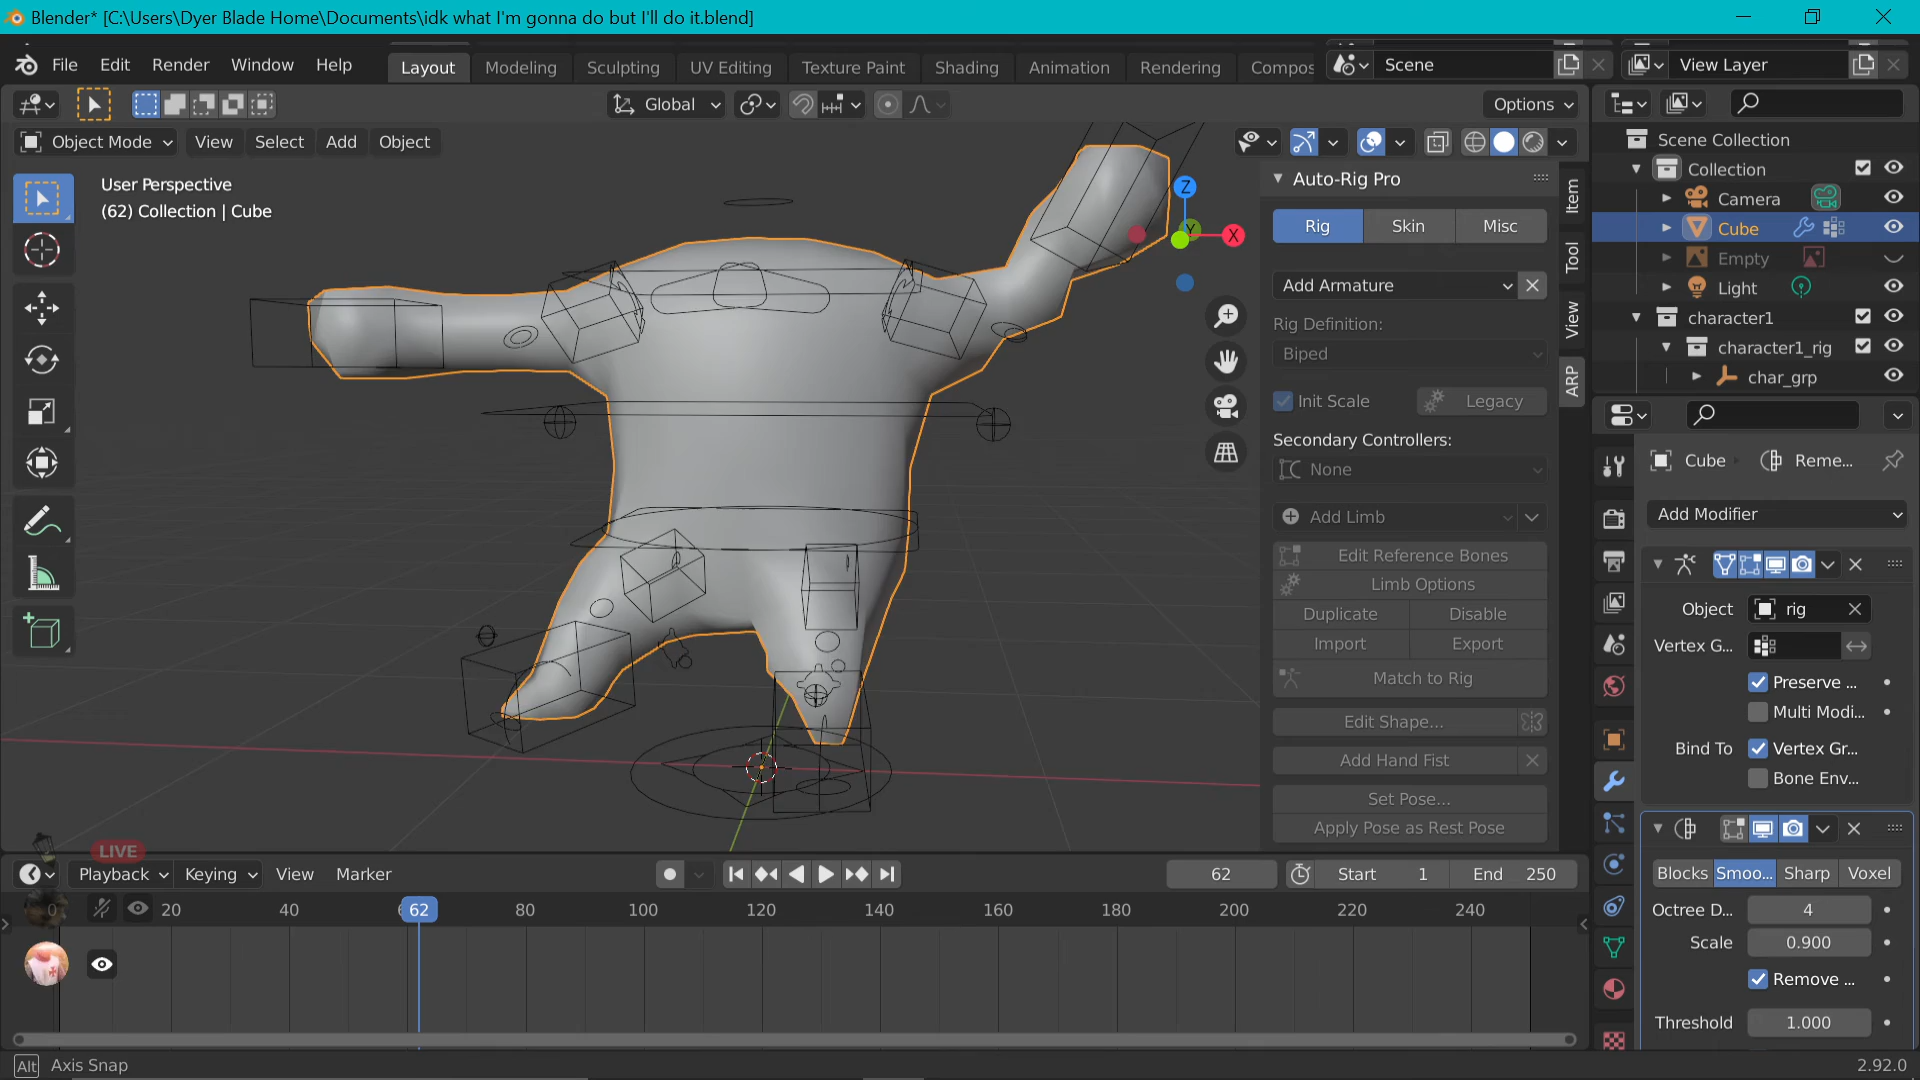 Blender* [C:\Users\Dyer Blade Home\Documents\idk what I'm gonna do but I'll do it.blend]
File Edit Render Window Help Layout Modeling Sculpting UV Editing Texture Paint Shading Animation Rendering Compos Scene View Layer
Global Options
Object Mode View Select Add Object
User Perspective
(62) Collection | Cube
Z
Y
X
Auto-Rig Pro
Rig Skin Misc
Add Armature
Rig Definition:
Biped
Init Scale Legacy
Secondary Controllers:
None
Add Limb
Edit Reference Bones
Limb Options
Duplicate Disable
Import Export
Match to Rig
Edit Shape...
Add Hand Fist
Set Pose...
Apply Pose as Rest Pose
Item
Tool
View
ARP
Scene Collection
Collection
Camera
Cube
Empty
Light
character1
character1_rig
char_grp
Cube Reme...
Add Modifier
Object rig
Vertex G...
Preserve ...
Multi Modi...
Bind To Vertex Gr...
Bone Env...
Blocks Smoo... Sharp Voxel
Octree D... 4
Scale 0.900
Remove ...
Threshold 1.000
LIVE
Playback Keying View Marker 62 Start 1 End 250
0 20 40 62 80 100 120 140 160 180 200 220 240
Alt Axis Snap
2.92.0